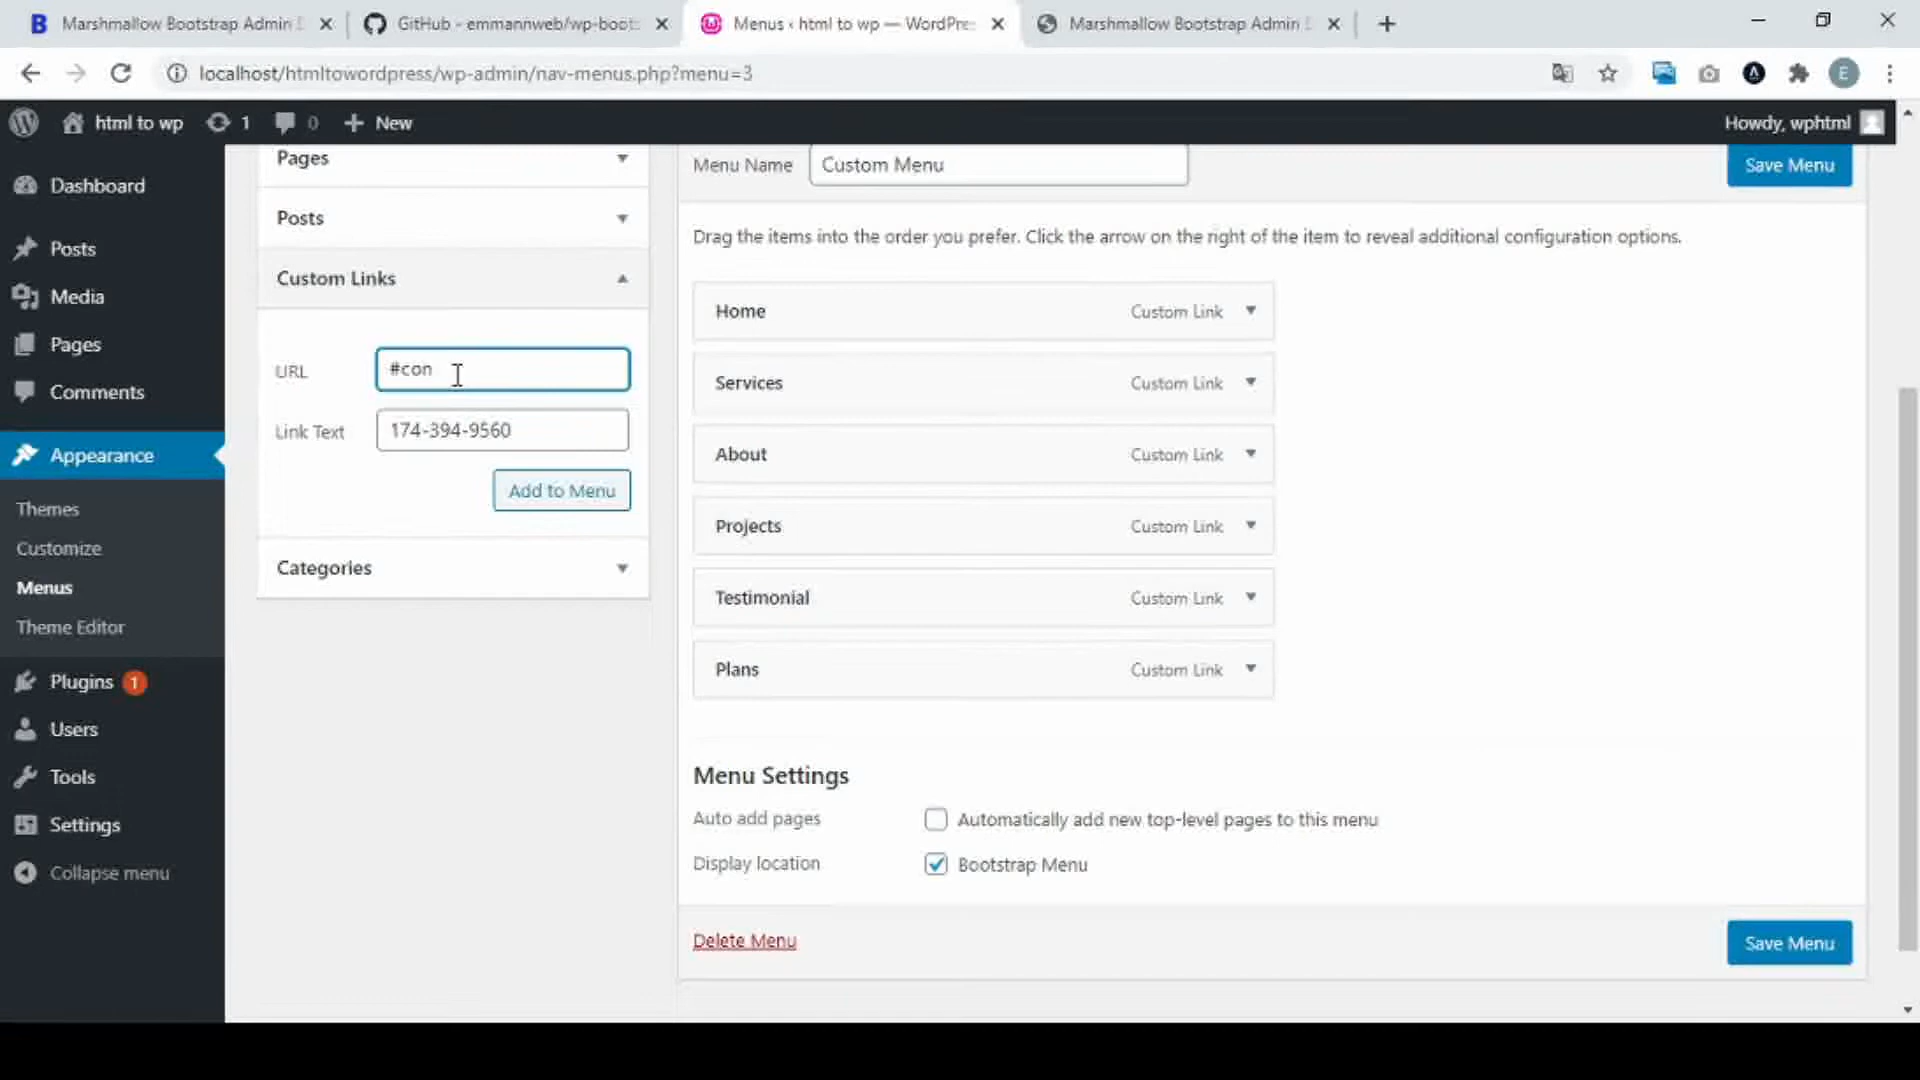 Marshmallow Bootstrap Admin
GitHub - emmannweb/wp-boots
Menus ‹ html to wp — WordPres
Marshmallow Bootstrap Admin
localhost/htmltowordpress/wp-admin/nav-menus.php?menu=3
E
html to wp
1
0
New
Howdy, wphtml
Dashboard
Posts
Media
Pages
Comments
Appearance
Themes
Customize
Menus
Theme Editor
Plugins 1
Users
Tools
Settings
Collapse menu
Pages
Posts
Custom Links
URL #con
Link Text 174-394-9560
Add to Menu
Categories
Menu Name Custom Menu
Save Menu
Drag the items into the order you prefer. Click the arrow on the right of the item to reveal additional configuration options.
Home Custom Link
Services Custom Link
About Custom Link
Projects Custom Link
Testimonial Custom Link
Plans Custom Link
Menu Settings
Auto add pages Automatically add new top-level pages to this menu
Display location Bootstrap Menu
Delete Menu
Save Menu